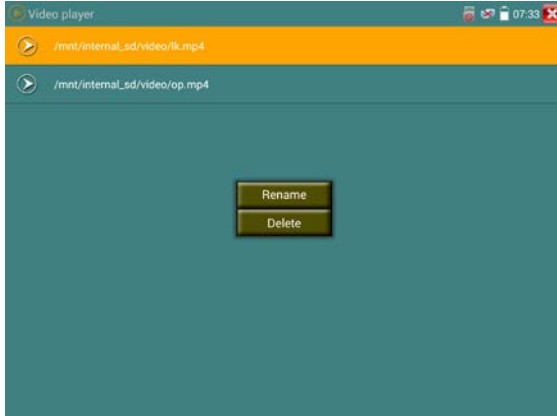 Video player 07:33
/mnt/internal_sd/video/lk.mp4
/mnt/internal_sd/video/op.mp4
Rename
Delete